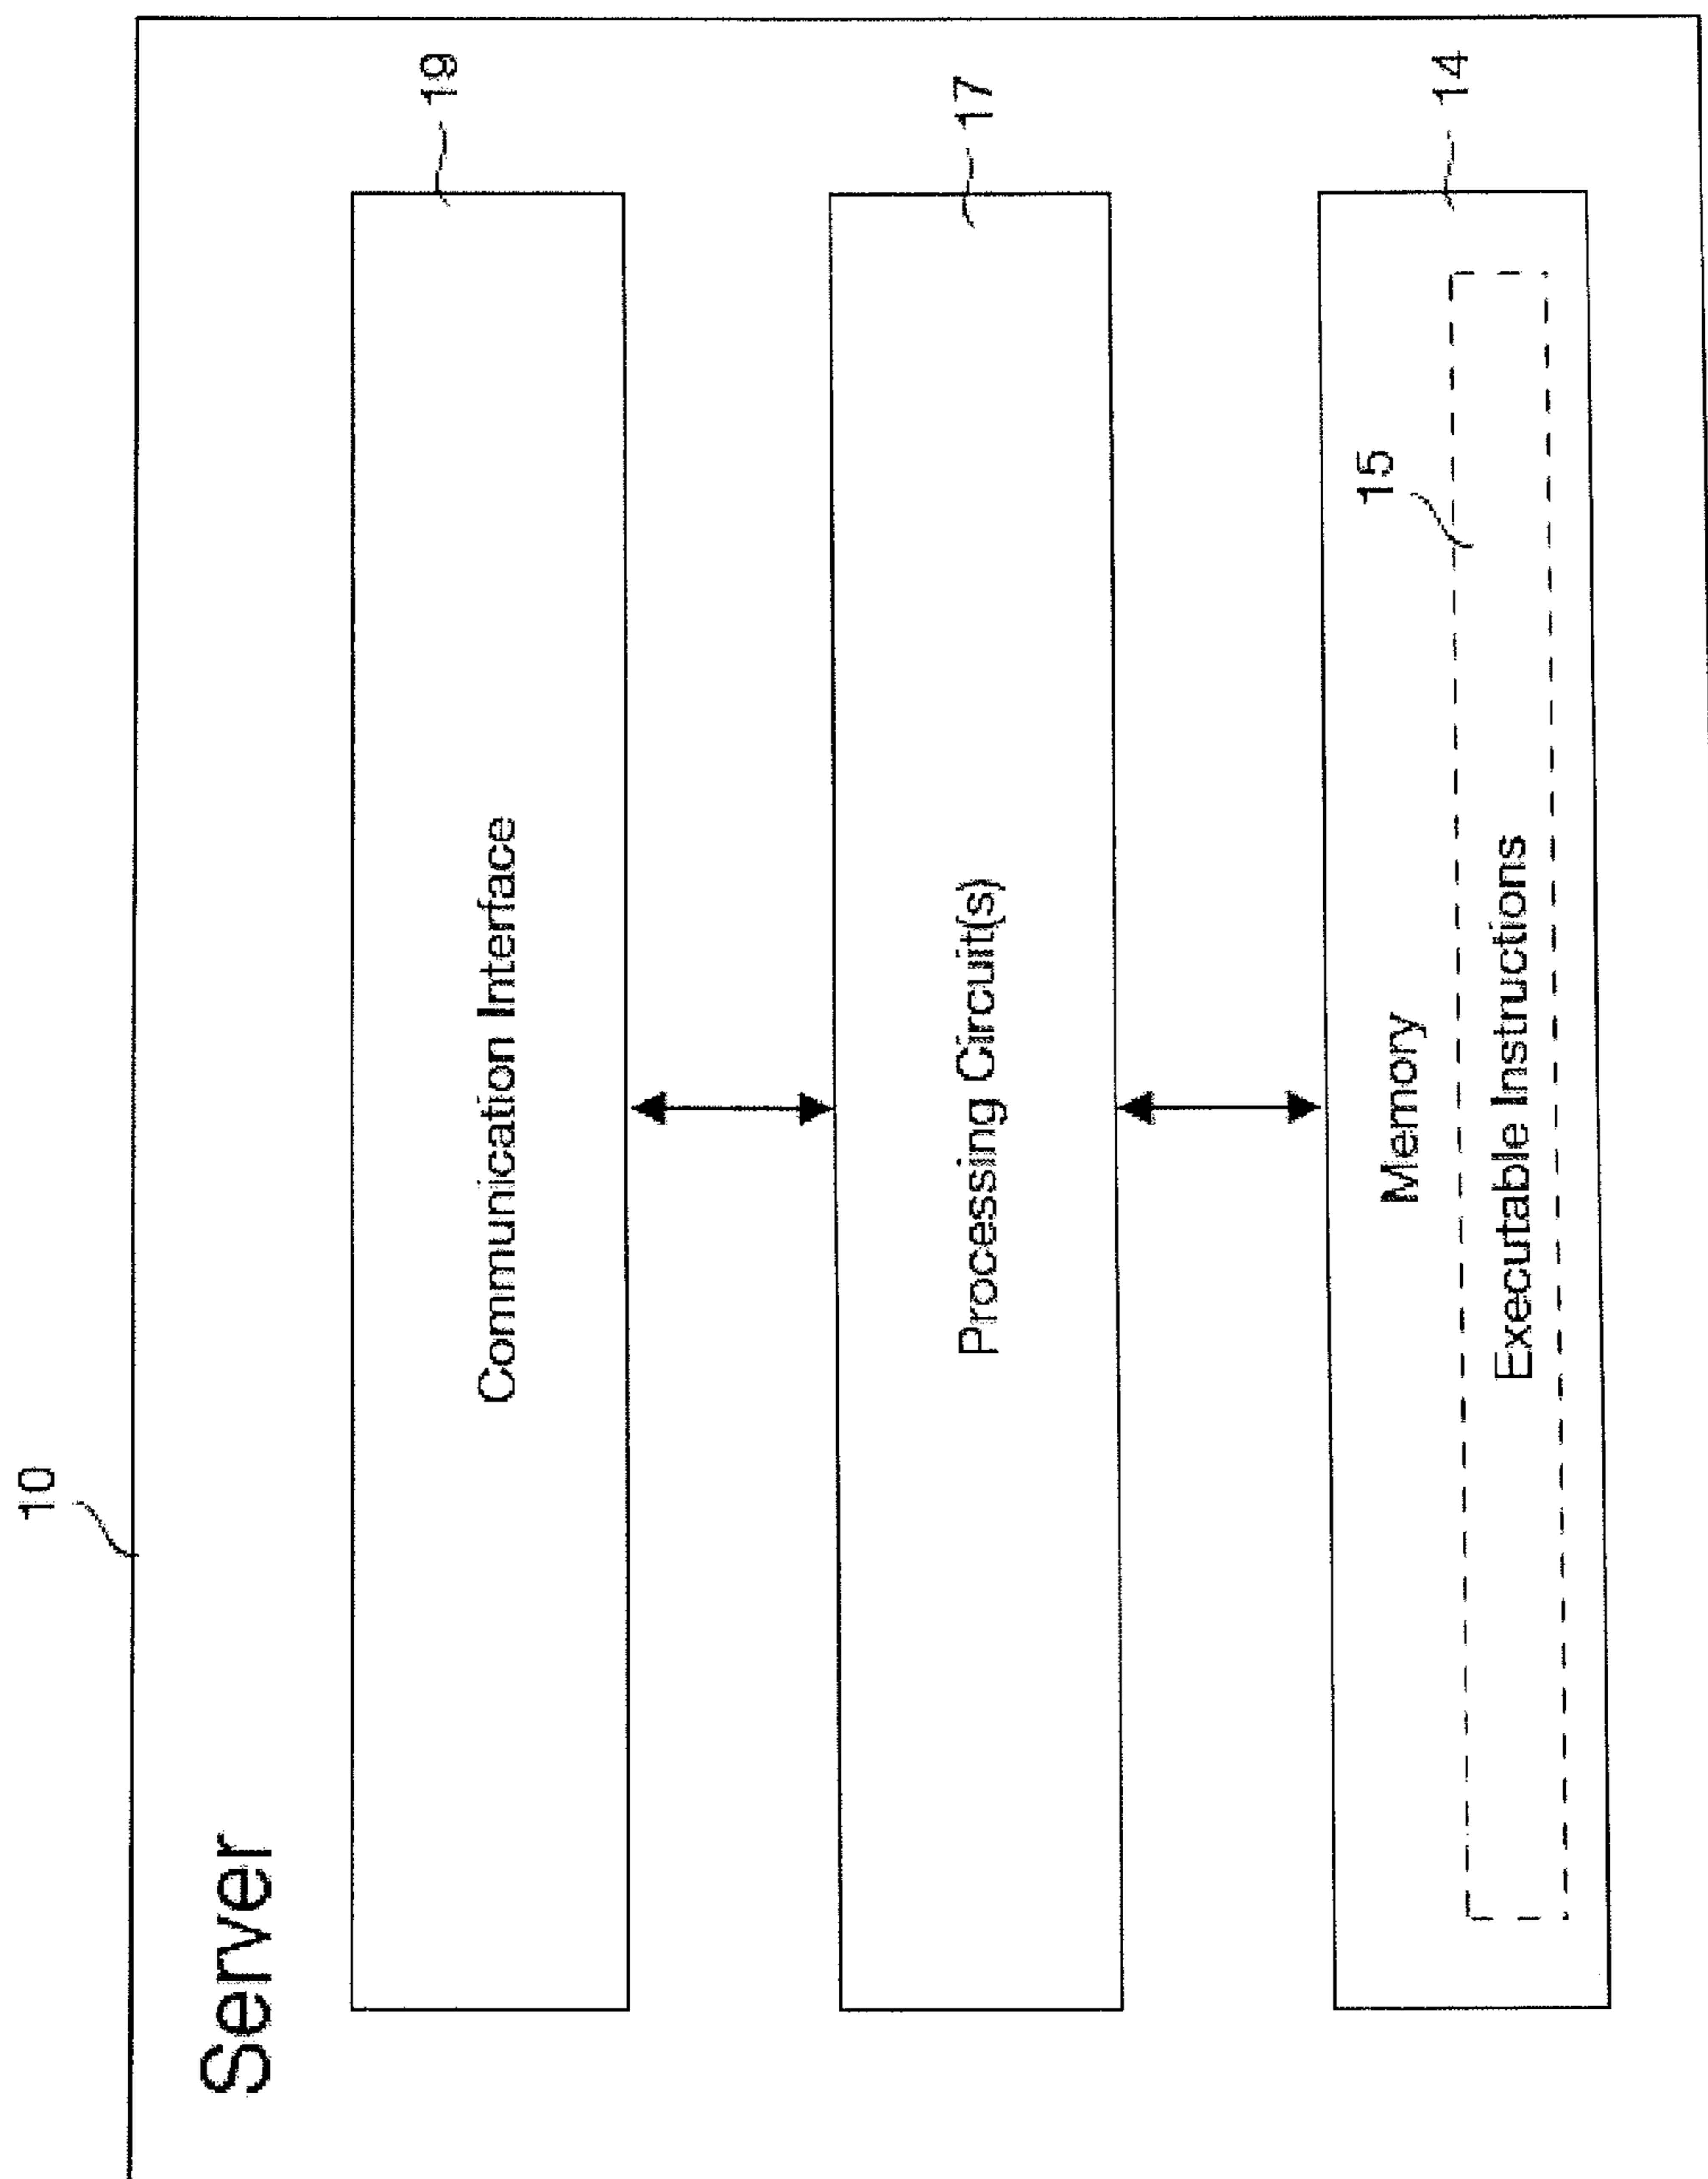 10
Server
19
Communication Interface
17
Processing Circuit(s)
14
Memory
15
Executable Instructions